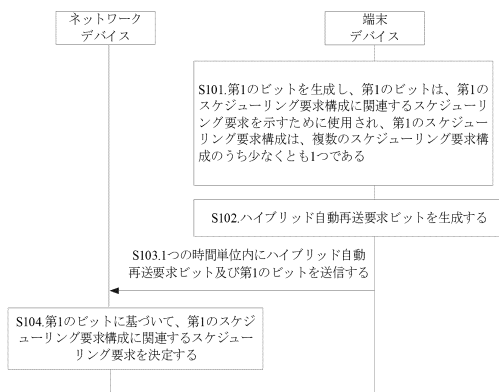 ネットワーク
デバイス
端末
デバイス
S101.第1のビットを生成し、第1のビットは、第1の
スケジューリング要求構成に関連するスケジューリ
ング要求を示すために使用され、第1のスケジュー
リング要求構成は、複数のスケジューリング要求構
成のうち少なくとも1つである
S102.ハイブリッド自動再送要求ビットを生成する
S103.1つの時間単位内にハイブリッド自動
再送要求ビット及び第1のビットを送信する
S104.第1のビットに基づいて、第1のスケジ
ューリング要求構成に関連するスケジュー
リング要求を決定する